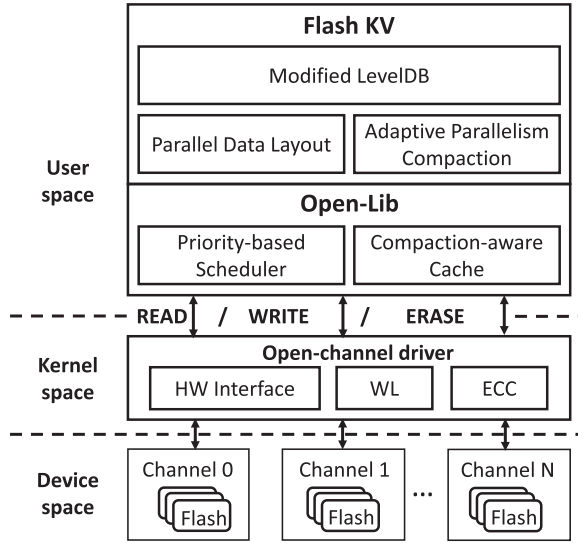 Flash KV
Modified LevelDB
Parallel Data Layout
Adaptive Parallelism
Compaction
User
space
Open-Lib
Priority-based
Scheduler
Compaction-aware
Cache
READ / WRITE / ERASE
Kernel
space
Open-channel driver
HW Interface
WL
ECC
Device
space
Channel 0
Flash
Channel 1
Flash
...
Channel N
Flash